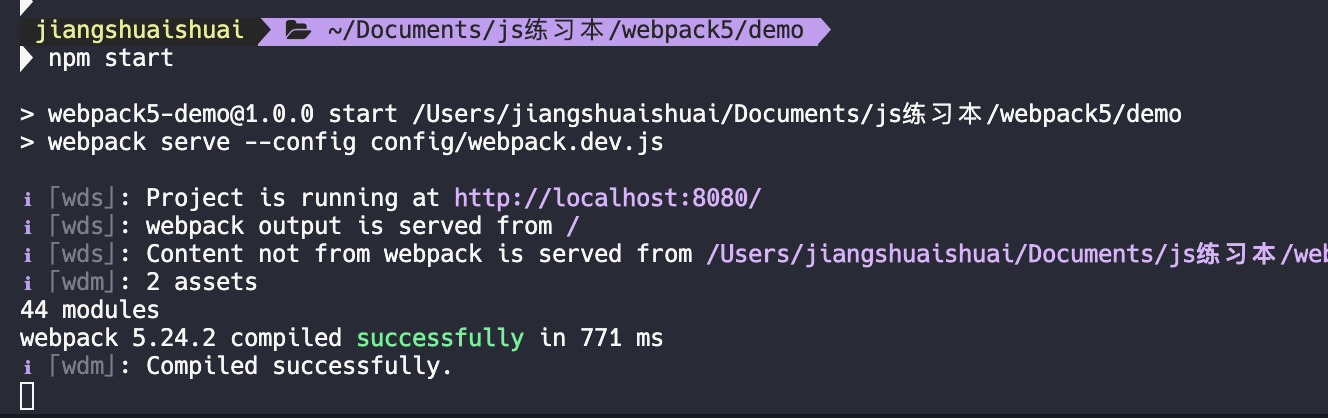 jiangshuaishuai ~/Documents/js练习本/webpack5/demo
npm start
> webpack5-demo@1.0.0 start /Users/jiangshuaishuai/Documents/js练习本/webpack5/demo
> webpack serve --config config/webpack.dev.js
ℹ ｢wds｣: Project is running at http://localhost:8080/
ℹ ｢wds｣: webpack output is served from /
ℹ ｢wds｣: Content not from webpack is served from /Users/jiangshuaishuai/Documents/js练习本/web
ℹ ｢wdm｣: 2 assets
44 modules
webpack 5.24.2 compiled successfully in 771 ms
ℹ ｢wdm｣: Compiled successfully.